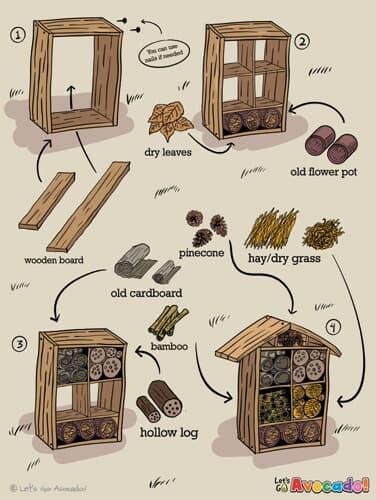 1
You can use
nails if needed
2
dry leaves
old flower pot
wooden board
pinecone
hay/dry grass
old cardboard
3
bamboo
4
hollow log
© Let's Go Avocado!
Let's
Go Avocado!